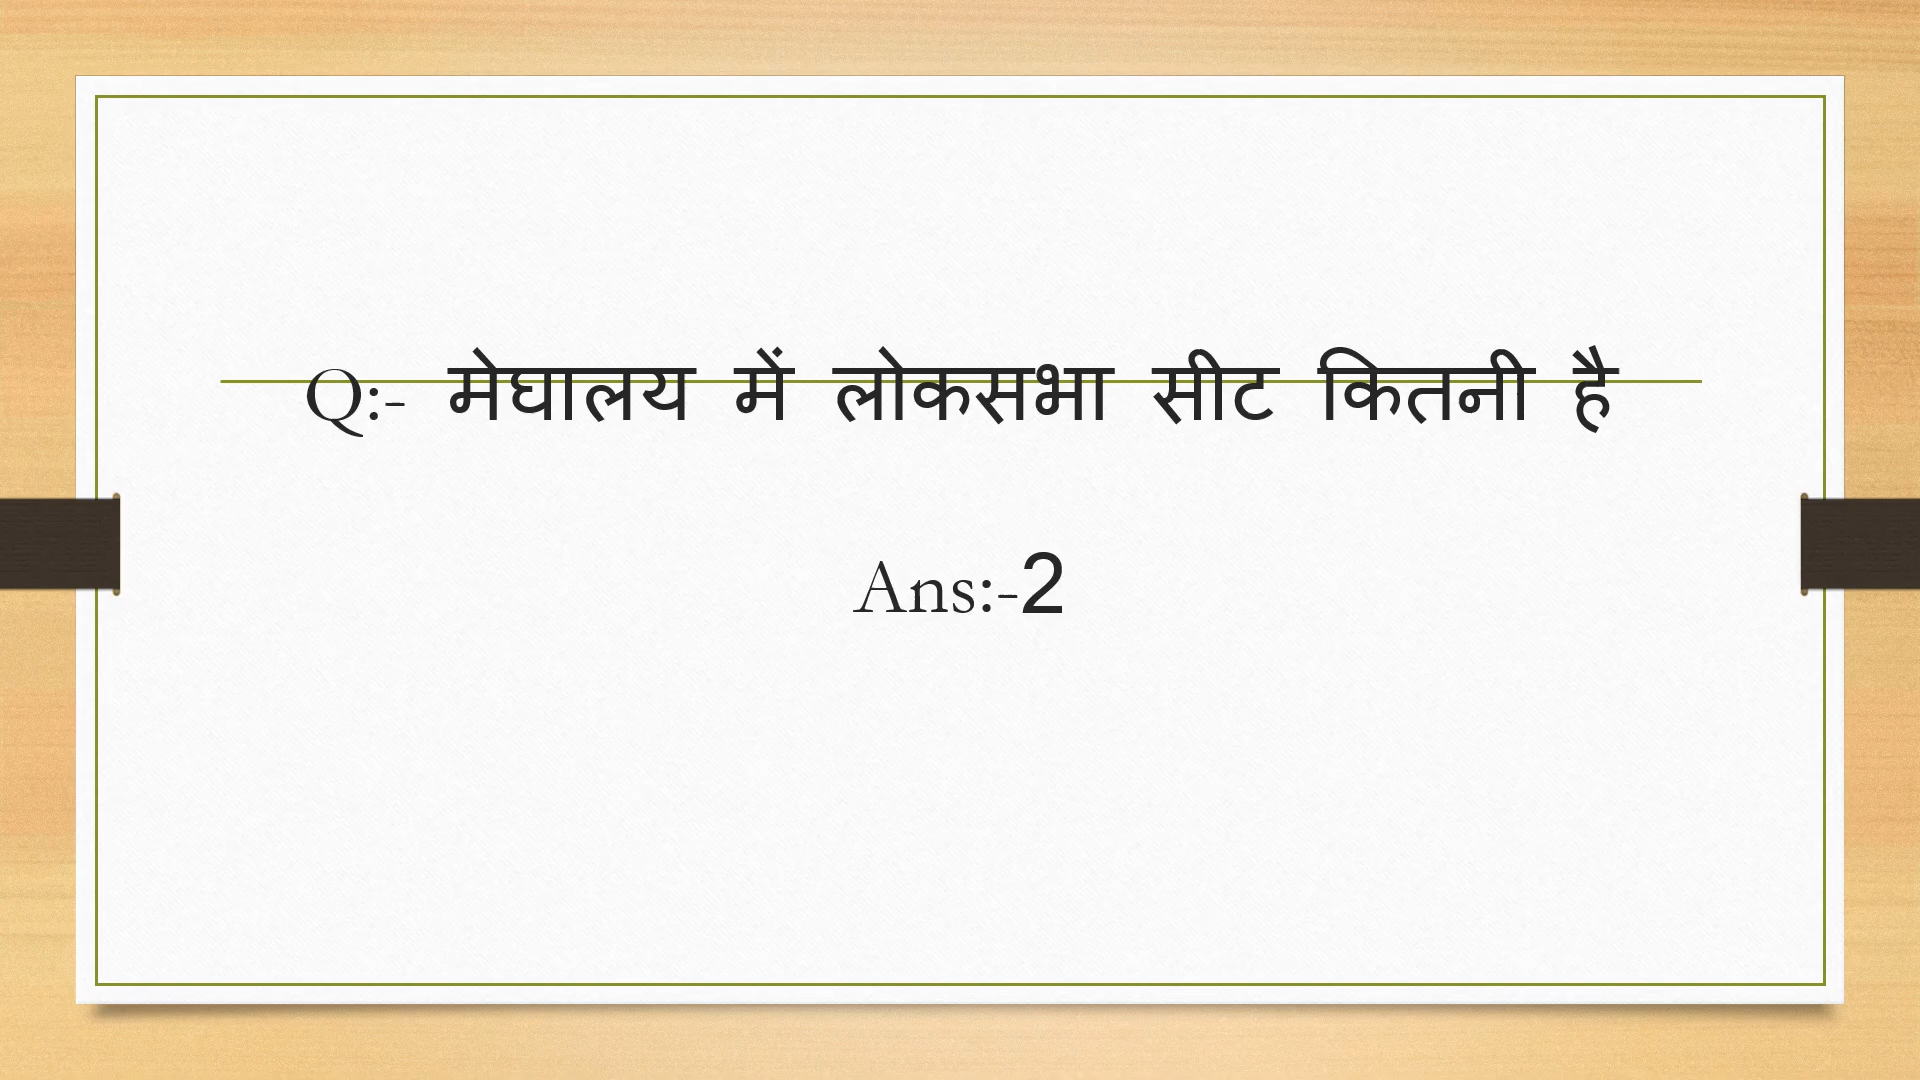 Q:- मेघालय में लोकसभा सीट कितनी है
Ans:-2